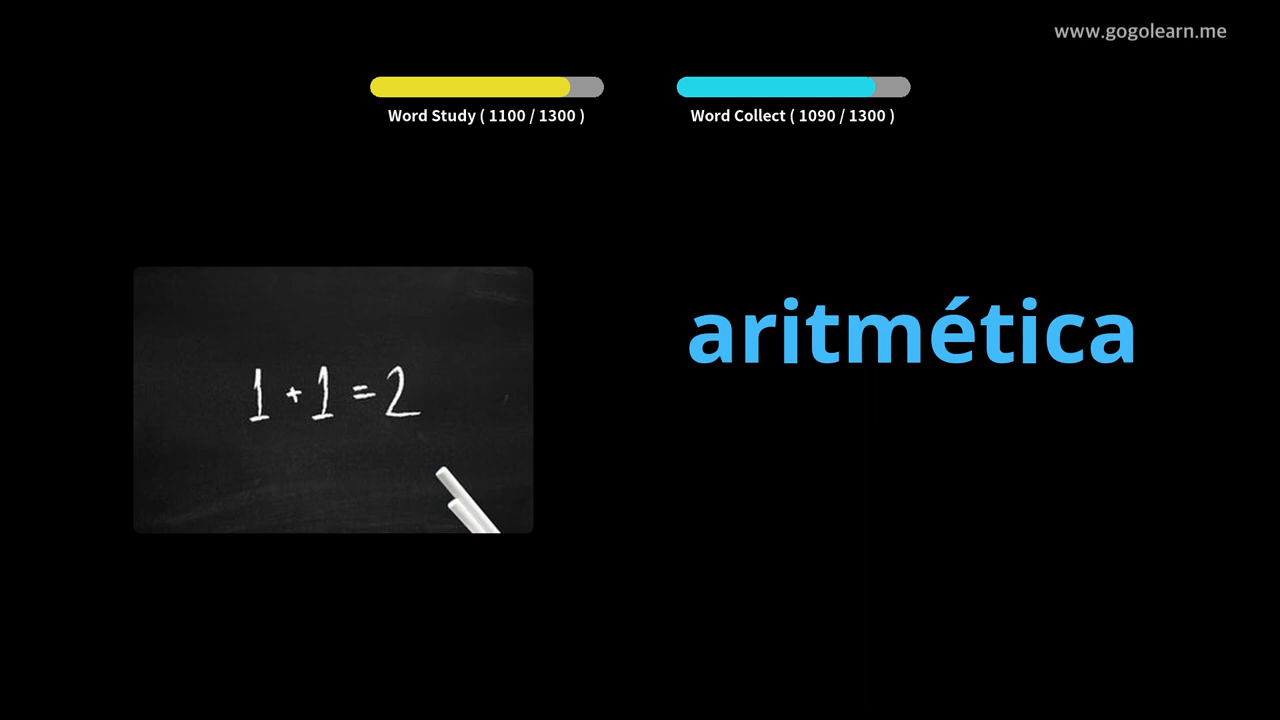 www.gogolearn.me
Word Study ( 1100 / 1300 )
Word Collect ( 1090 / 1300 )
1 + 1 = 2
aritmética